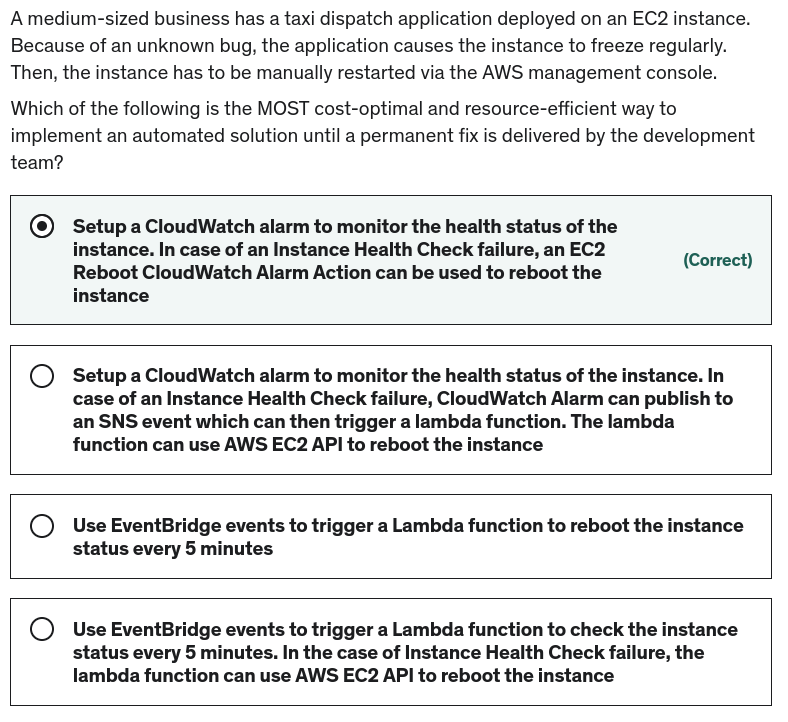 A medium-sized business has a taxi dispatch application deployed on an EC2 instance.
Because of an unknown bug, the application causes the instance to freeze regularly.
Then, the instance has to be manually restarted via the AWS management console.
Which of the following is the MOST cost-optimal and resource-efficient way to
implement an automated solution until a permanent fix is delivered by the development
team?
Setup a CloudWatch alarm to monitor the health status of the
instance. In case of an Instance Health Check failure, an EC2
Reboot CloudWatch Alarm Action can be used to reboot the
instance
(Correct)
Setup a CloudWatch alarm to monitor the health status of the instance. In
case of an Instance Health Check failure, CloudWatch Alarm can publish to
an SNS event which can then trigger a lambda function. The lambda
function can use AWS EC2 API to reboot the instance
Use EventBridge events to trigger a Lambda function to reboot the instance
status every 5 minutes
Use EventBridge events to trigger a Lambda function to check the instance
status every 5 minutes. In the case of Instance Health Check failure, the
lambda function can use AWS EC2 API to reboot the instance